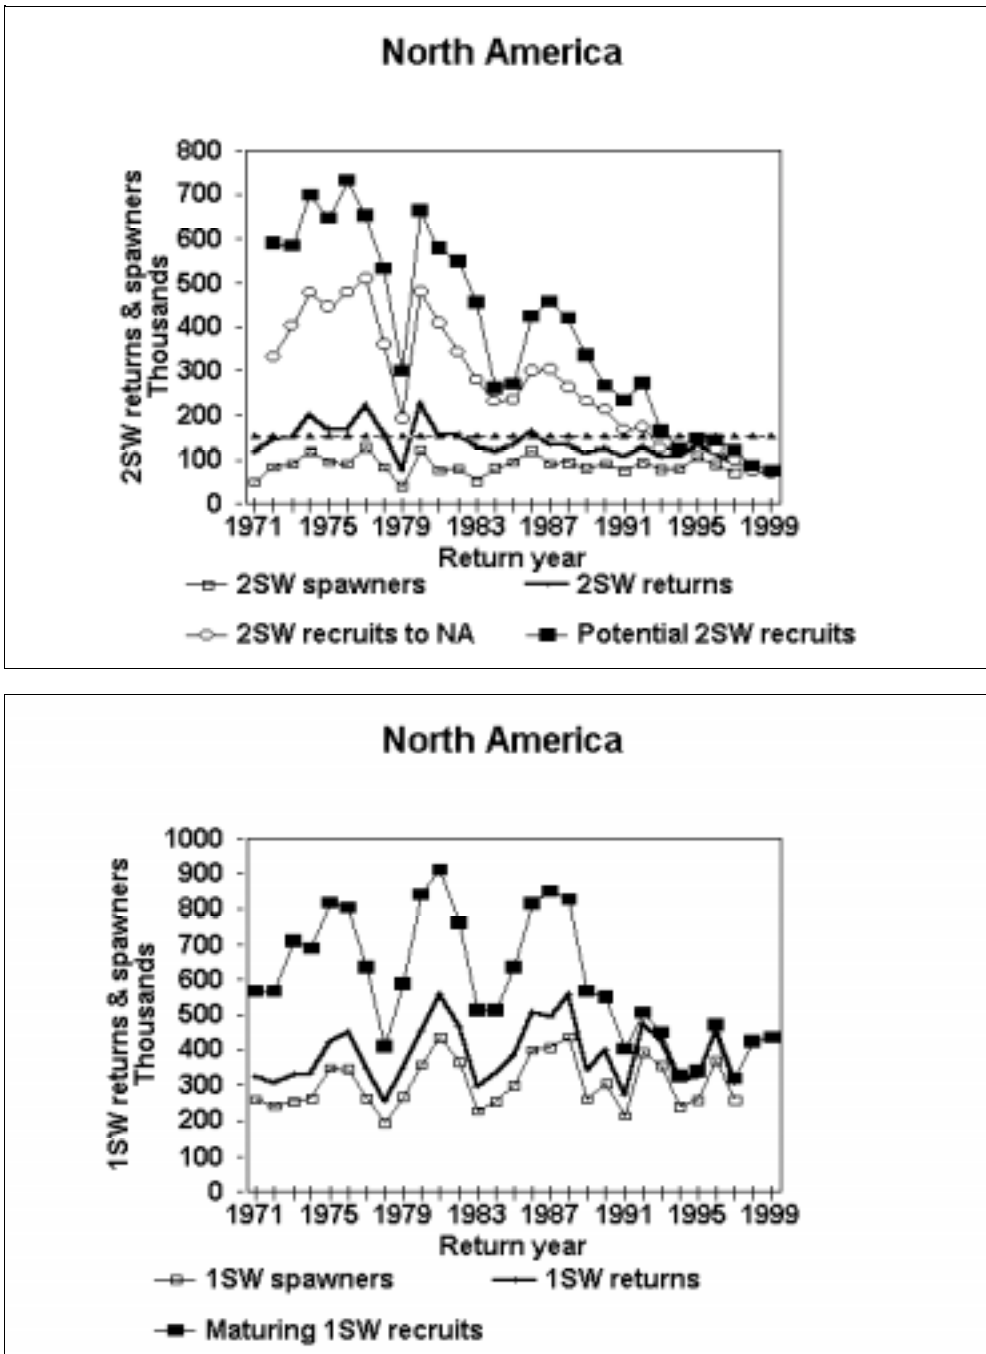 North America
2SW returns & spawners
Thousands
800
700
600
500
400
300
200
100
0
1971 1975 1979 1983 1987 1991 1995 1999
Return year
2SW spawners 2SW returns
2SW recruits to NA Potential 2SW recruits
North America
1SW returns & spawners
Thousands
1000
900
800
700
600
500
400
300
200
100
0
1971 1975 1979 1983 1987 1991 1995 1999
Return year
1SW spawners 1SW returns
Maturing 1SW recruits